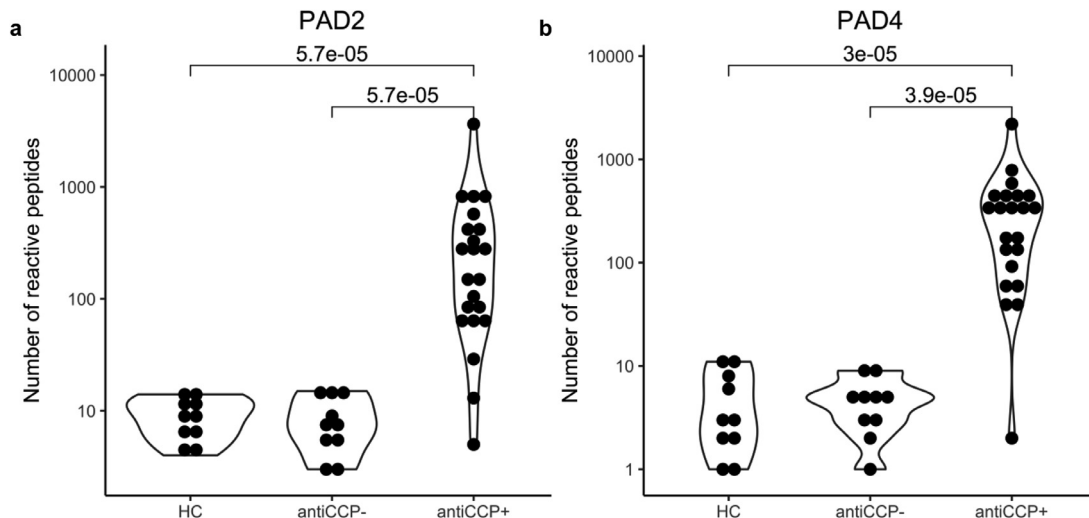 a
PAD2
5.7e-05
5.7e-05
10000
1000
100
10
Number of reactive peptides
HC
antiCCP-
antiCCP+
b
PAD4
3e-05
3.9e-05
10000
1000
100
10
1
Number of reactive peptides
HC
antiCCP-
antiCCP+